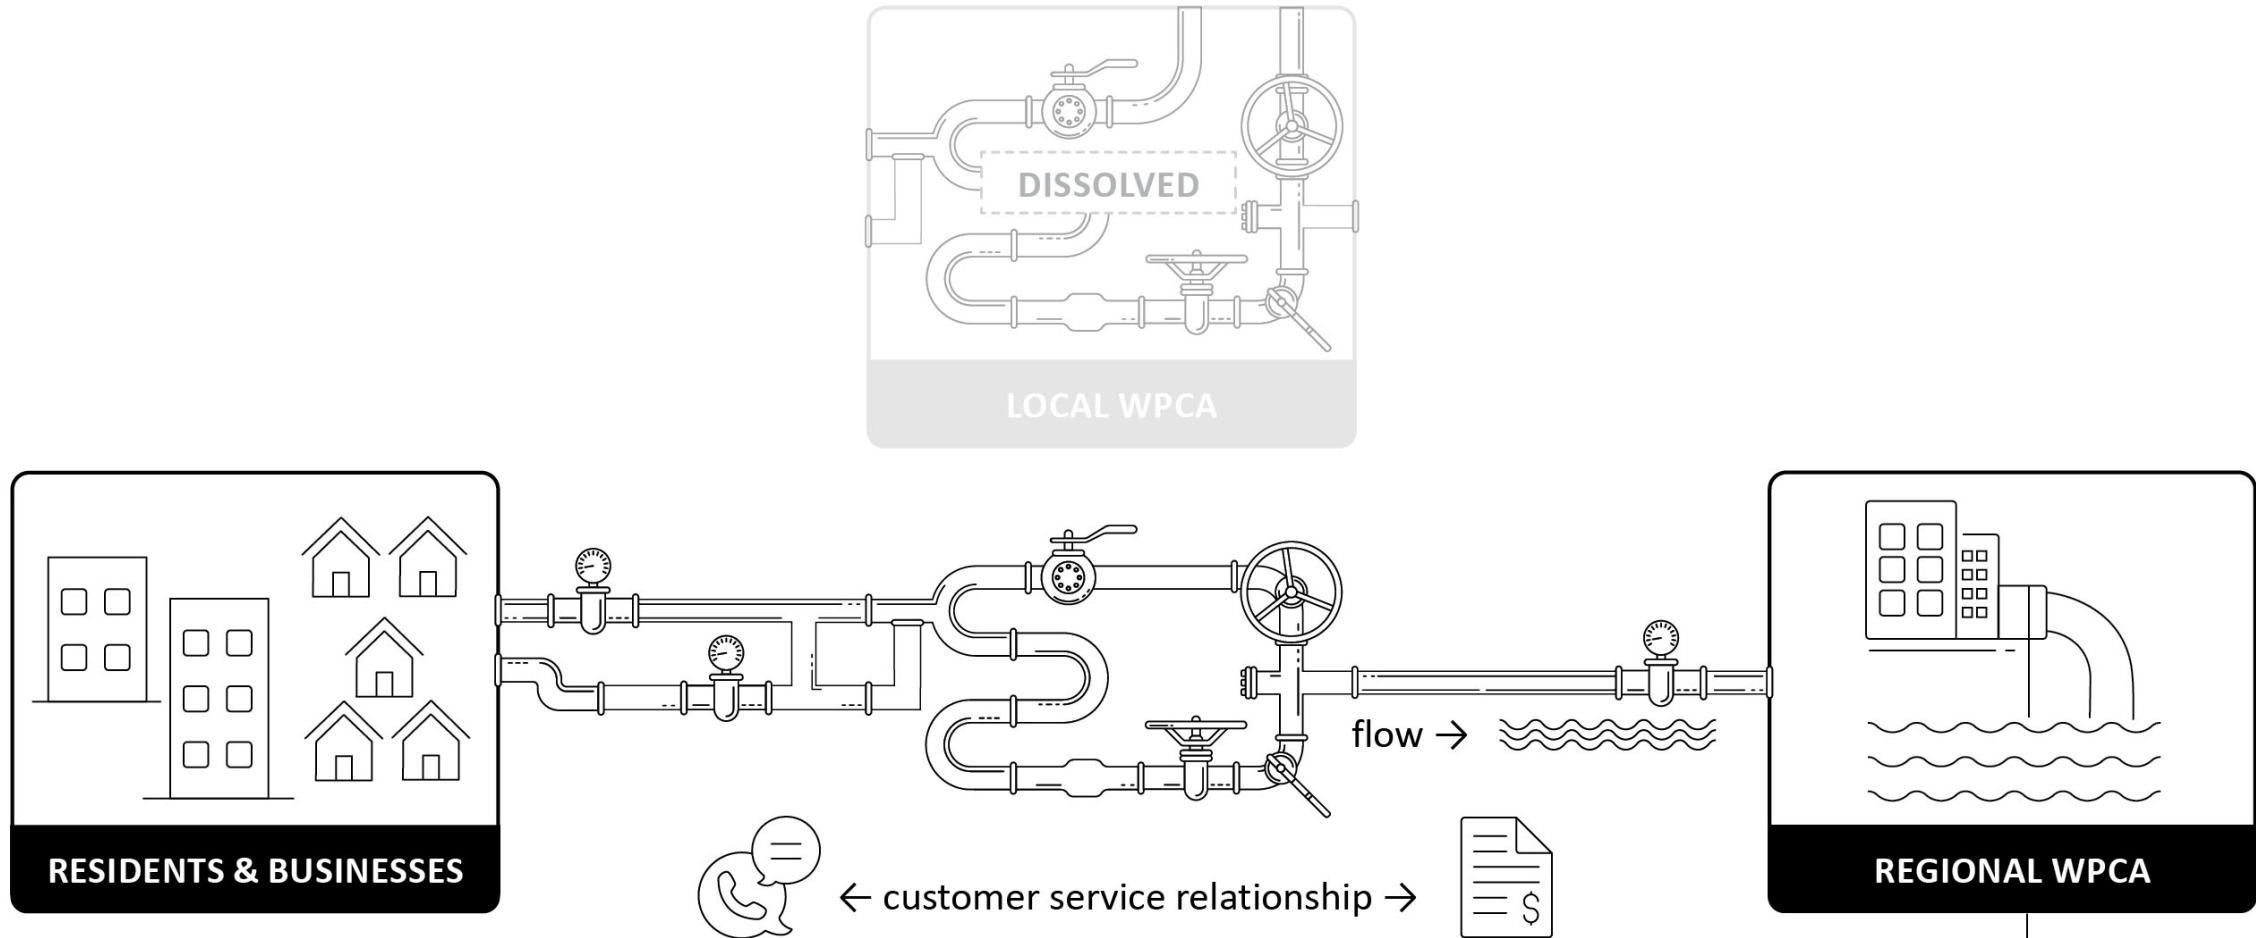 DISSOLVED
LOCAL WPCA
flow →
RESIDENTS & BUSINESSES
← customer service relationship →
$
REGIONAL WPCA